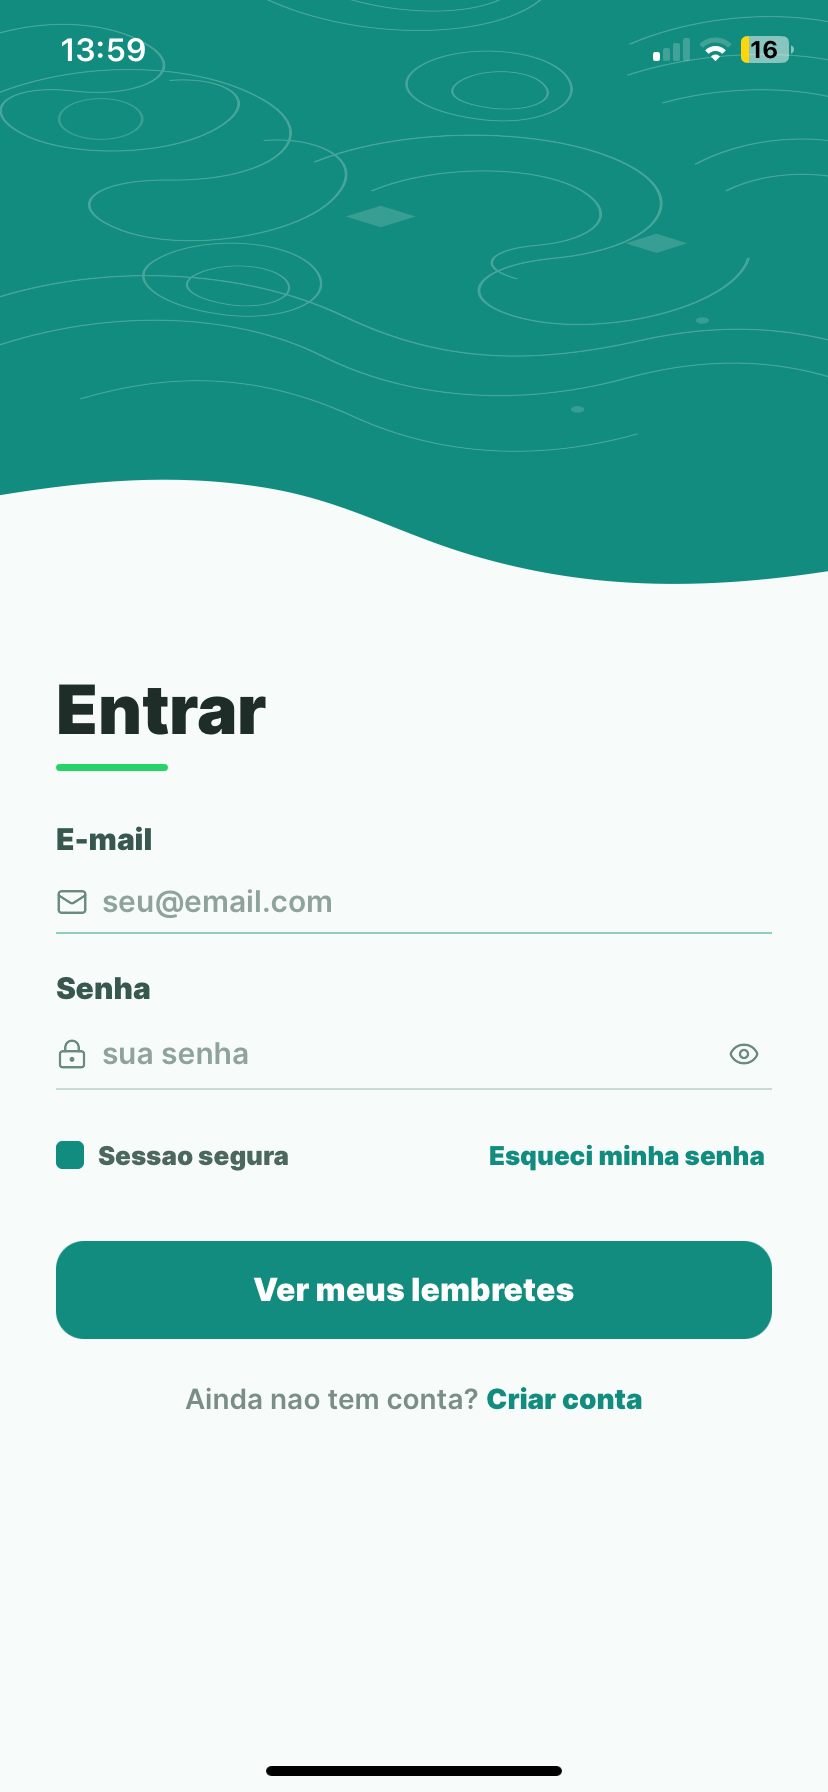 13:59
16
Entrar
E-mail
seu@email.com
Senha
sua senha
Sessao segura
Esqueci minha senha
Ver meus lembretes
Ainda nao tem conta? Criar conta